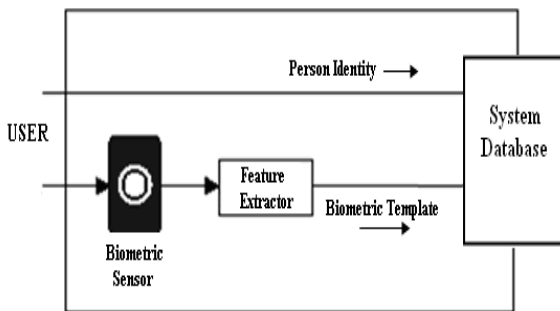 Person Identity
System
Database
USER
Feature
Extractor
Biometric Template
Biometric
Sensor